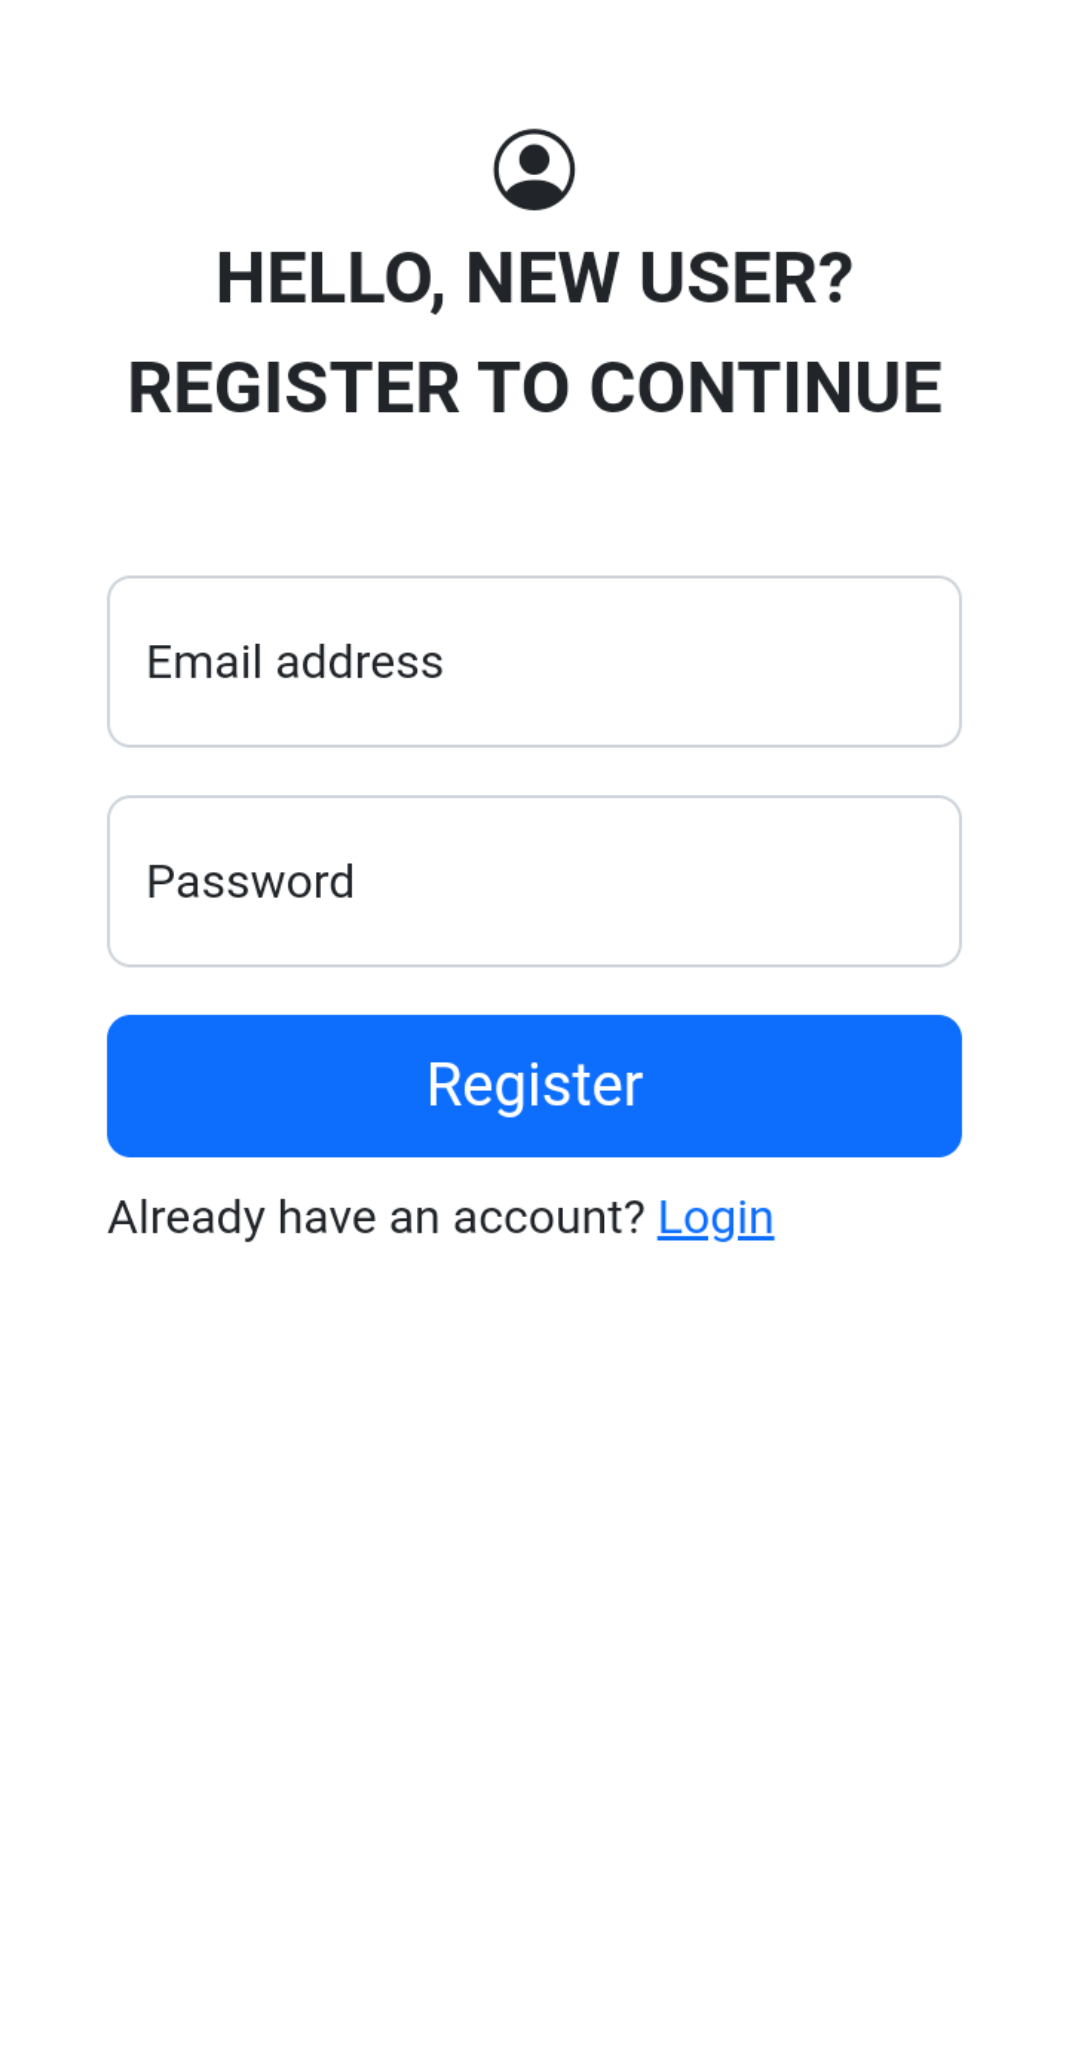 HELLO, NEW USER?
REGISTER TO CONTINUE
Email address
Password
Register
Already have an account? Login